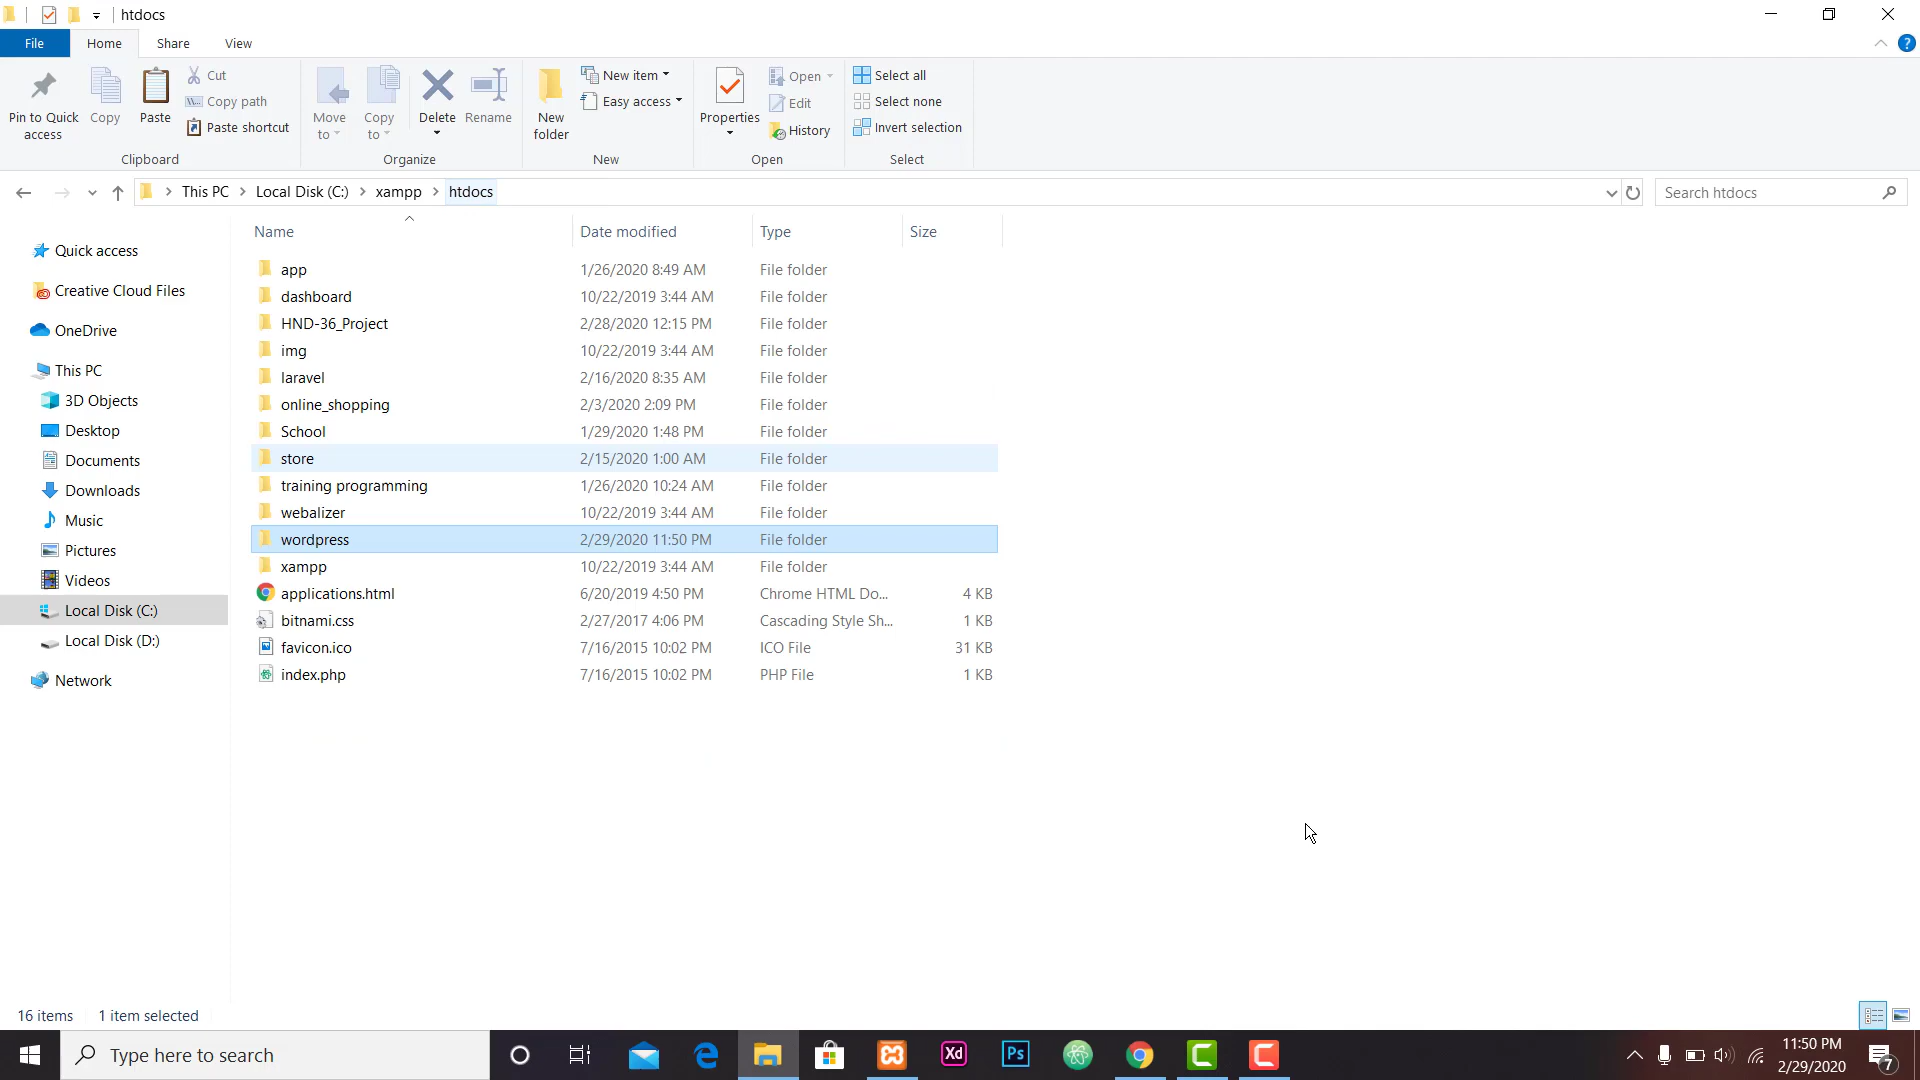 htdocs
File Home Share View
Pin to Quick access
Copy
Paste
Cut
Copy path
Paste shortcut
Clipboard
Move to
Copy to
Delete
Rename
Organize
New folder
New item
Easy access
New
Properties
Open
Edit
History
Open
Select all
Select none
Invert selection
Select
This PC Local Disk (C:) xampp htdocs
Search htdocs
Quick access
Creative Cloud Files
OneDrive
This PC
3D Objects
Desktop
Documents
Downloads
Music
Pictures
Videos
Local Disk (C:)
Local Disk (D:)
Network
Name Date modified Type Size
app 1/26/2020 8:49 AM File folder
dashboard 10/22/2019 3:44 AM File folder
HND-36_Project 2/28/2020 12:15 PM File folder
img 10/22/2019 3:44 AM File folder
laravel 2/16/2020 8:35 AM File folder
online_shopping 2/3/2020 2:09 PM File folder
School 1/29/2020 1:48 PM File folder
store 2/15/2020 1:00 AM File folder
training programming 1/26/2020 10:24 AM File folder
webalizer 10/22/2019 3:44 AM File folder
wordpress 2/29/2020 11:50 PM File folder
xampp 10/22/2019 3:44 AM File folder
applications.html 6/20/2019 4:50 PM Chrome HTML Do... 4 KB
bitnami.css 2/27/2017 4:06 PM Cascading Style Sh... 1 KB
favicon.ico 7/16/2015 10:02 PM ICO File 31 KB
index.php 7/16/2015 10:02 PM PHP File 1 KB
16 items 1 item selected
Type here to search
Xd
Ps
11:50 PM
2/29/2020
7